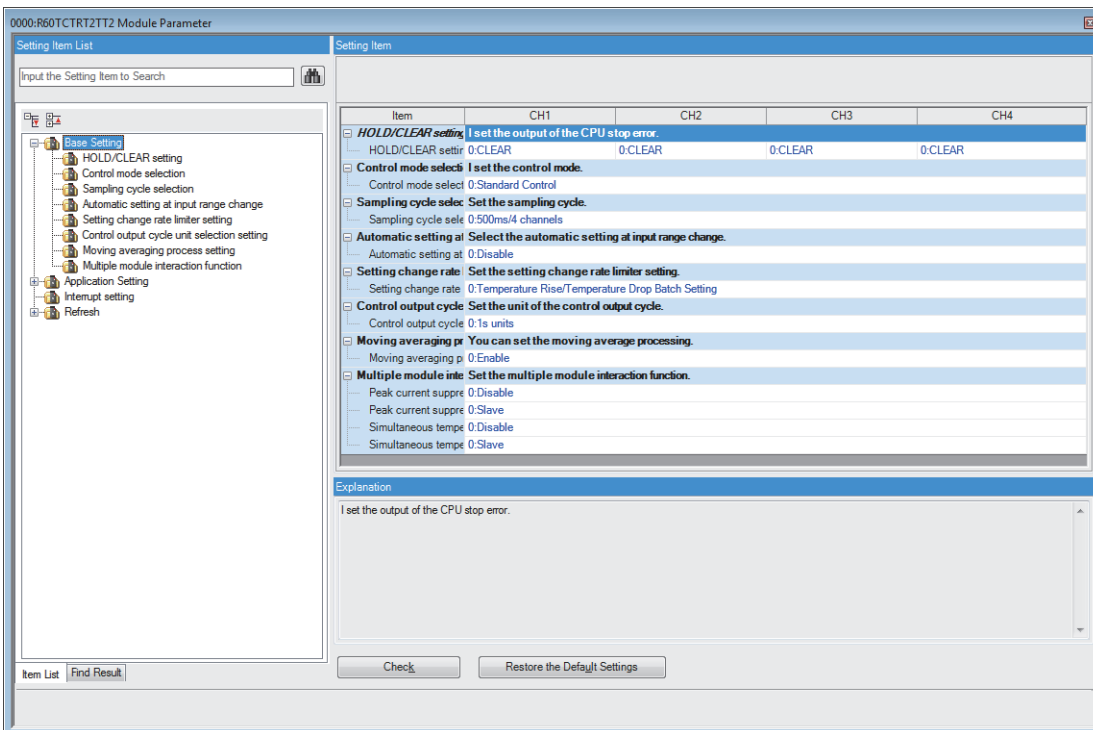 0000:R60TCTRT2TT2 Module Parameter
Setting Item List
Input the Setting Item to Search
Base Setting
HOLD/CLEAR setting
Control mode selection
Sampling cycle selection
Automatic setting at input range change
Setting change rate limiter setting
Control output cycle unit selection setting
Moving averaging process setting
Multiple module interaction function
Application Setting
Interrupt setting
Refresh
Item List Find Result
Setting Item
Item CH1 CH2 CH3 CH4
HOLD/CLEAR setting I set the output of the CPU stop error.
HOLD/CLEAR settin 0:CLEAR 0:CLEAR 0:CLEAR 0:CLEAR
Control mode selecti I set the control mode.
Control mode select 0:Standard Control
Sampling cycle selec Set the sampling cycle.
Sampling cycle sele 0:500ms/4 channels
Automatic setting at Select the automatic setting at input range change.
Automatic setting at 0:Disable
Setting change rate Set the setting change rate limiter setting.
Setting change rate 0:Temperature Rise/Temperature Drop Batch Setting
Control output cycle Set the unit of the control output cycle.
Control output cycle 0:1s units
Moving averaging pr You can set the moving average processing.
Moving averaging p 0:Enable
Multiple module inte Set the multiple module interaction function.
Peak current suppre 0:Disable
Peak current suppre 0:Slave
Simultaneous tempe 0:Disable
Simultaneous tempe 0:Slave
Explanation
I set the output of the CPU stop error.
Check Restore the Default Settings